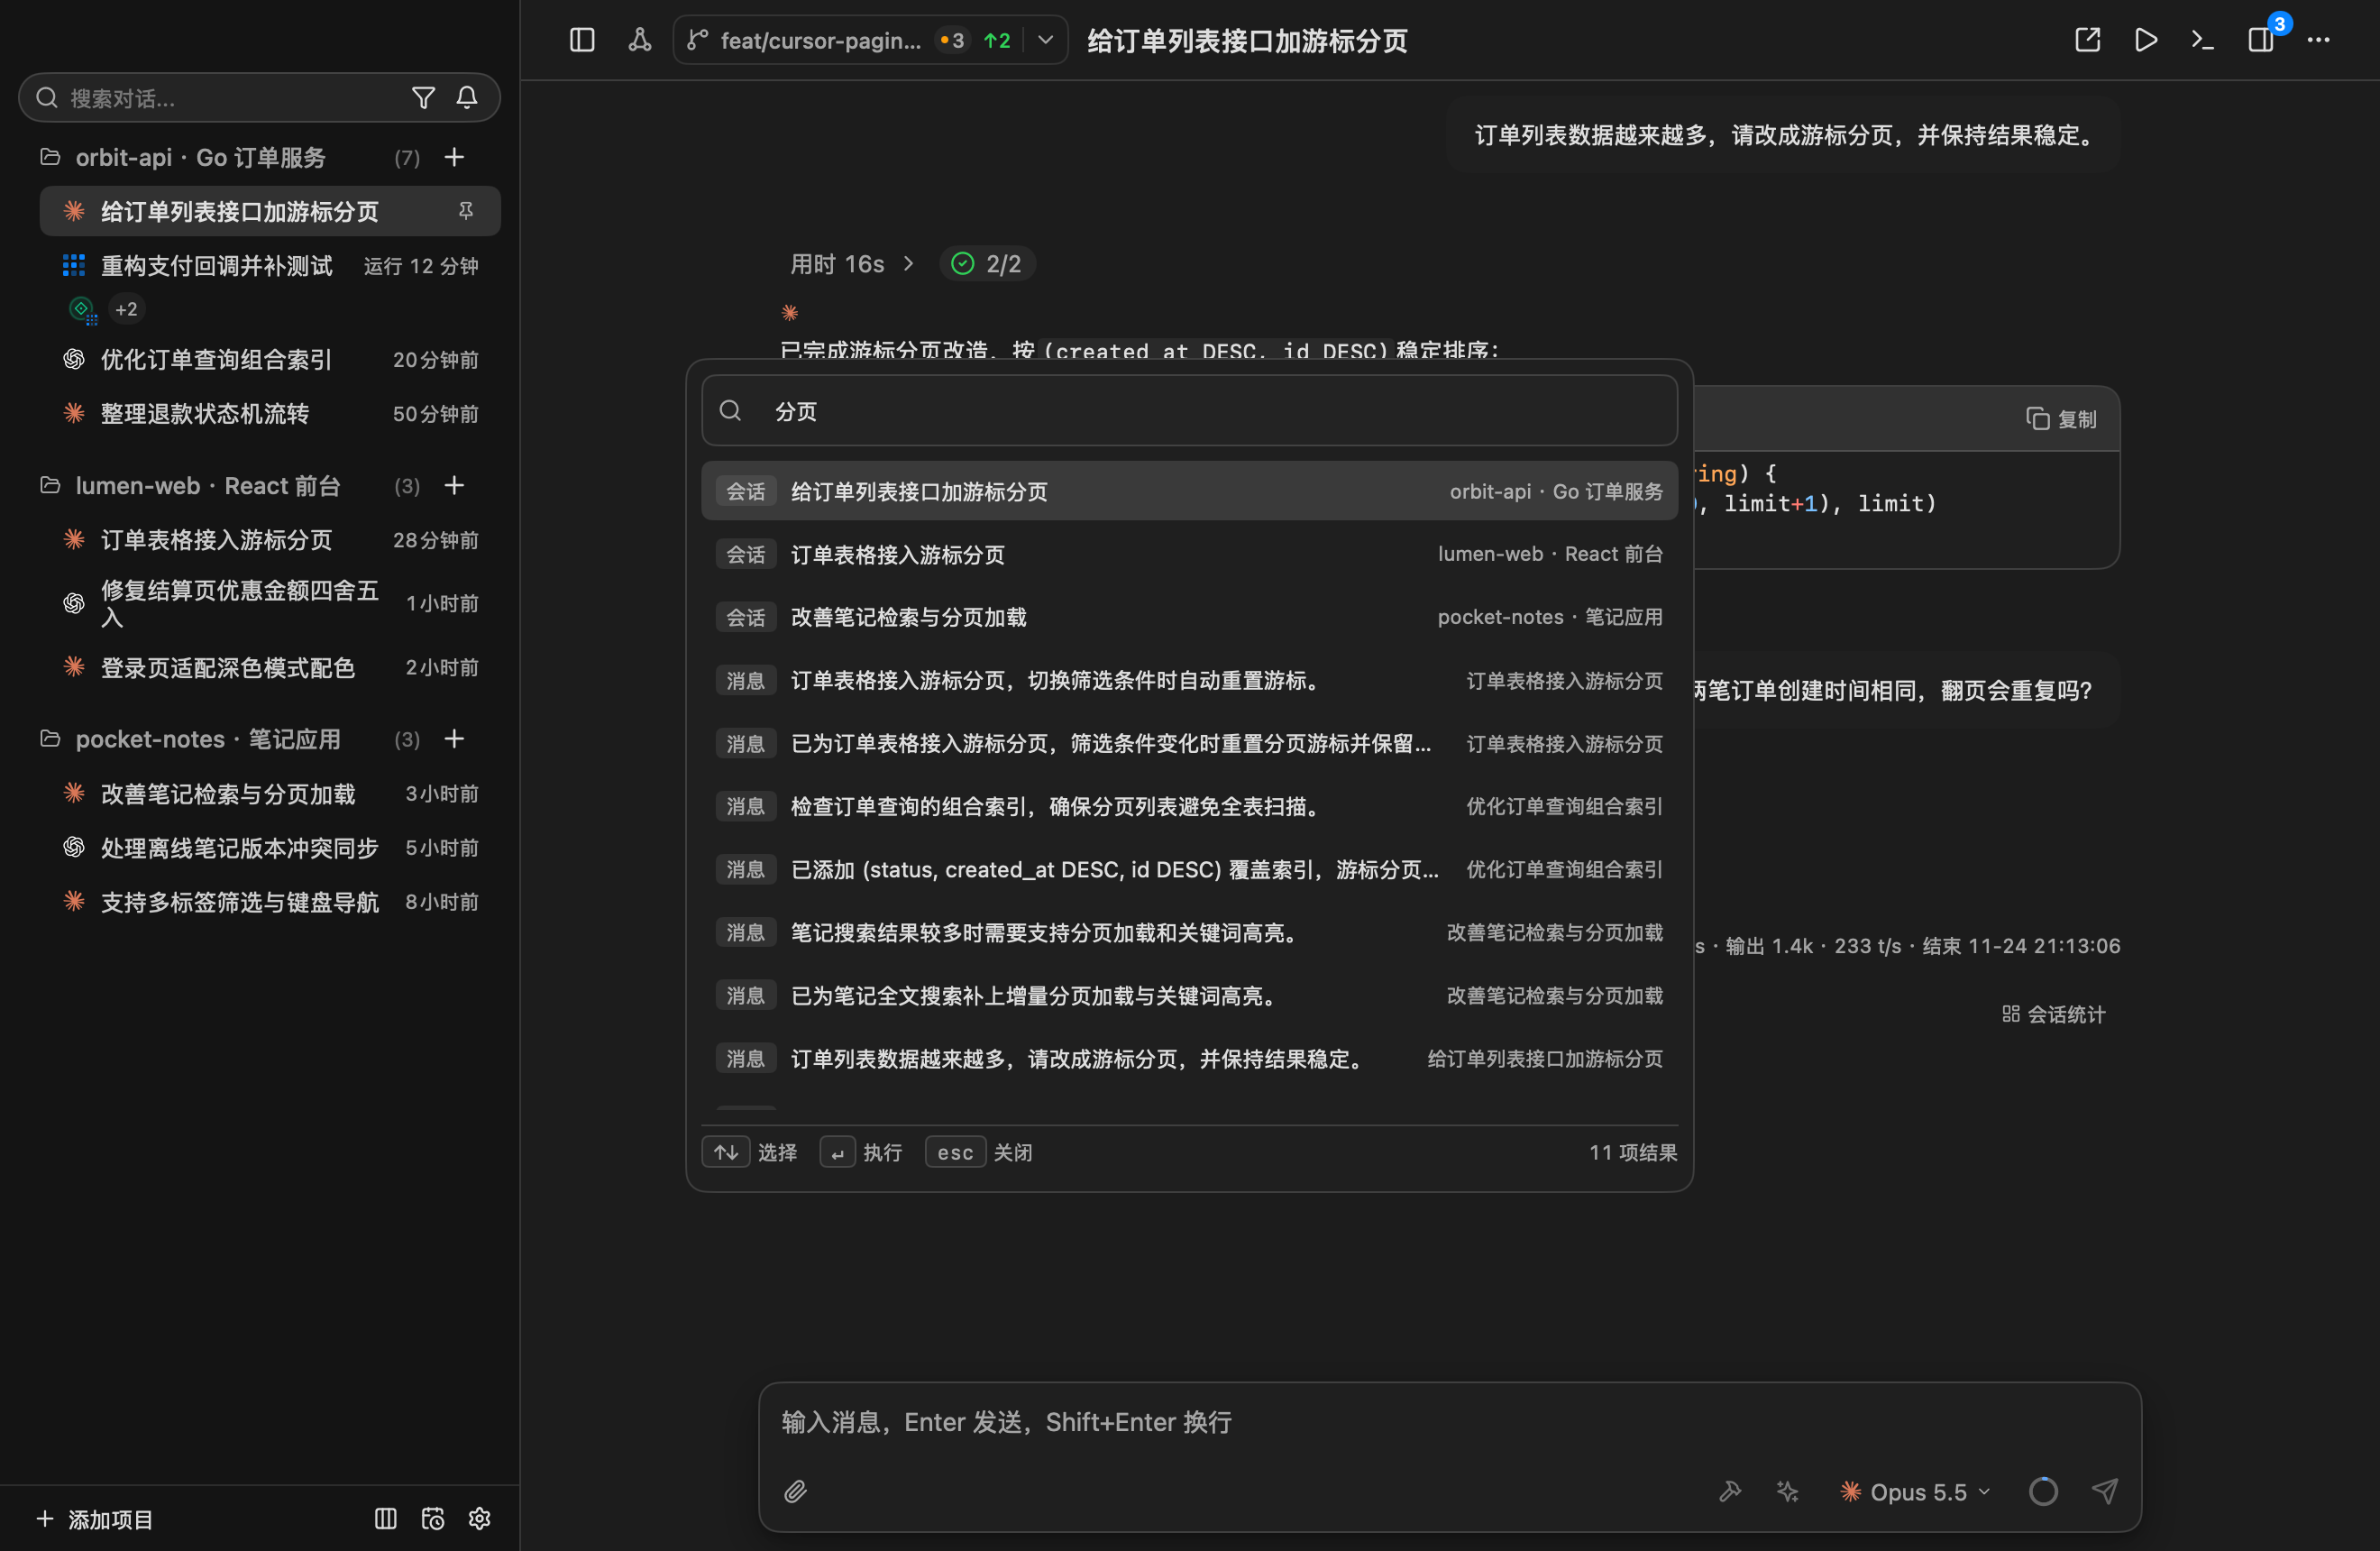 搜索对话...
orbit-api · Go 订单服务 (7)
给订单列表接口加游标分页
重构支付回调并补测试 运行 12 分钟
+2
优化订单查询组合索引 20分钟前
整理退款状态机流转 50分钟前
lumen-web · React 前台 (3)
订单表格接入游标分页 28分钟前
修复结算页优惠金额四舍五
入
1小时前
登录页适配深色模式配色 2小时前
pocket-notes · 笔记应用 (3)
改善笔记检索与分页加载 3小时前
处理离线笔记版本冲突同步 5小时前
支持多标签筛选与键盘导航 8小时前
添加项目
feat/cursor-pagin... 3 ↑2 给订单列表接口加游标分页
3
订单列表数据越来越多，请改成游标分页，并保持结果稳定。
用时 16s 2/2
已完成游标分页改造，按 (created_at DESC, id DESC) 稳定排序：
复制
ing) {
, limit+1), limit)
笔订单创建时间相同，翻页会重复吗?
s · 输出 1.4k · 233 t/s · 结束 11-24 21:13:06
会话统计
分页
会话 给订单列表接口加游标分页 orbit-api · Go 订单服务
会话 订单表格接入游标分页 lumen-web · React 前台
会话 改善笔记检索与分页加载 pocket-notes · 笔记应用
消息 订单表格接入游标分页，切换筛选条件时自动重置游标。 订单表格接入游标分页
消息 已为订单表格接入游标分页，筛选条件变化时重置分页游标并保留... 订单表格接入游标分页
消息 检查订单查询的组合索引，确保分页列表避免全表扫描。 优化订单查询组合索引
消息 已添加 (status, created_at DESC, id DESC) 覆盖索引，游标分页... 优化订单查询组合索引
消息 笔记搜索结果较多时需要支持分页加载和关键词高亮。 改善笔记检索与分页加载
消息 已为笔记全文搜索补上增量分页加载与关键词高亮。 改善笔记检索与分页加载
消息 订单列表数据越来越多，请改成游标分页，并保持结果稳定。 给订单列表接口加游标分页
↑↓ 选择 ↵ 执行 esc 关闭 11 项结果
输入消息，Enter 发送，Shift+Enter 换行
Opus 5.5